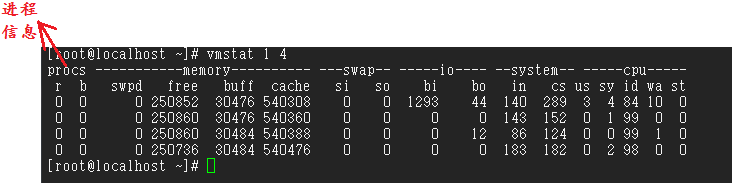 进程
信息
[root@localhost ~]# vmstat 1 4
procs -----------memory---------- ---swap-- -----io---- --system-- -----cpu-----
r b swpd free buff cache si so bi bo in cs us sy id wa st
0 0 0 250852 30476 540308 0 0 1293 44 140 289 3 4 84 10 0
0 0 0 250860 30476 540360 0 0 0 0 143 152 0 1 99 0 0
0 0 0 250860 30484 540388 0 0 0 12 86 124 0 0 99 1 0
0 0 0 250736 30484 540476 0 0 0 0 183 182 0 2 98 0 0
[root@localhost ~]#